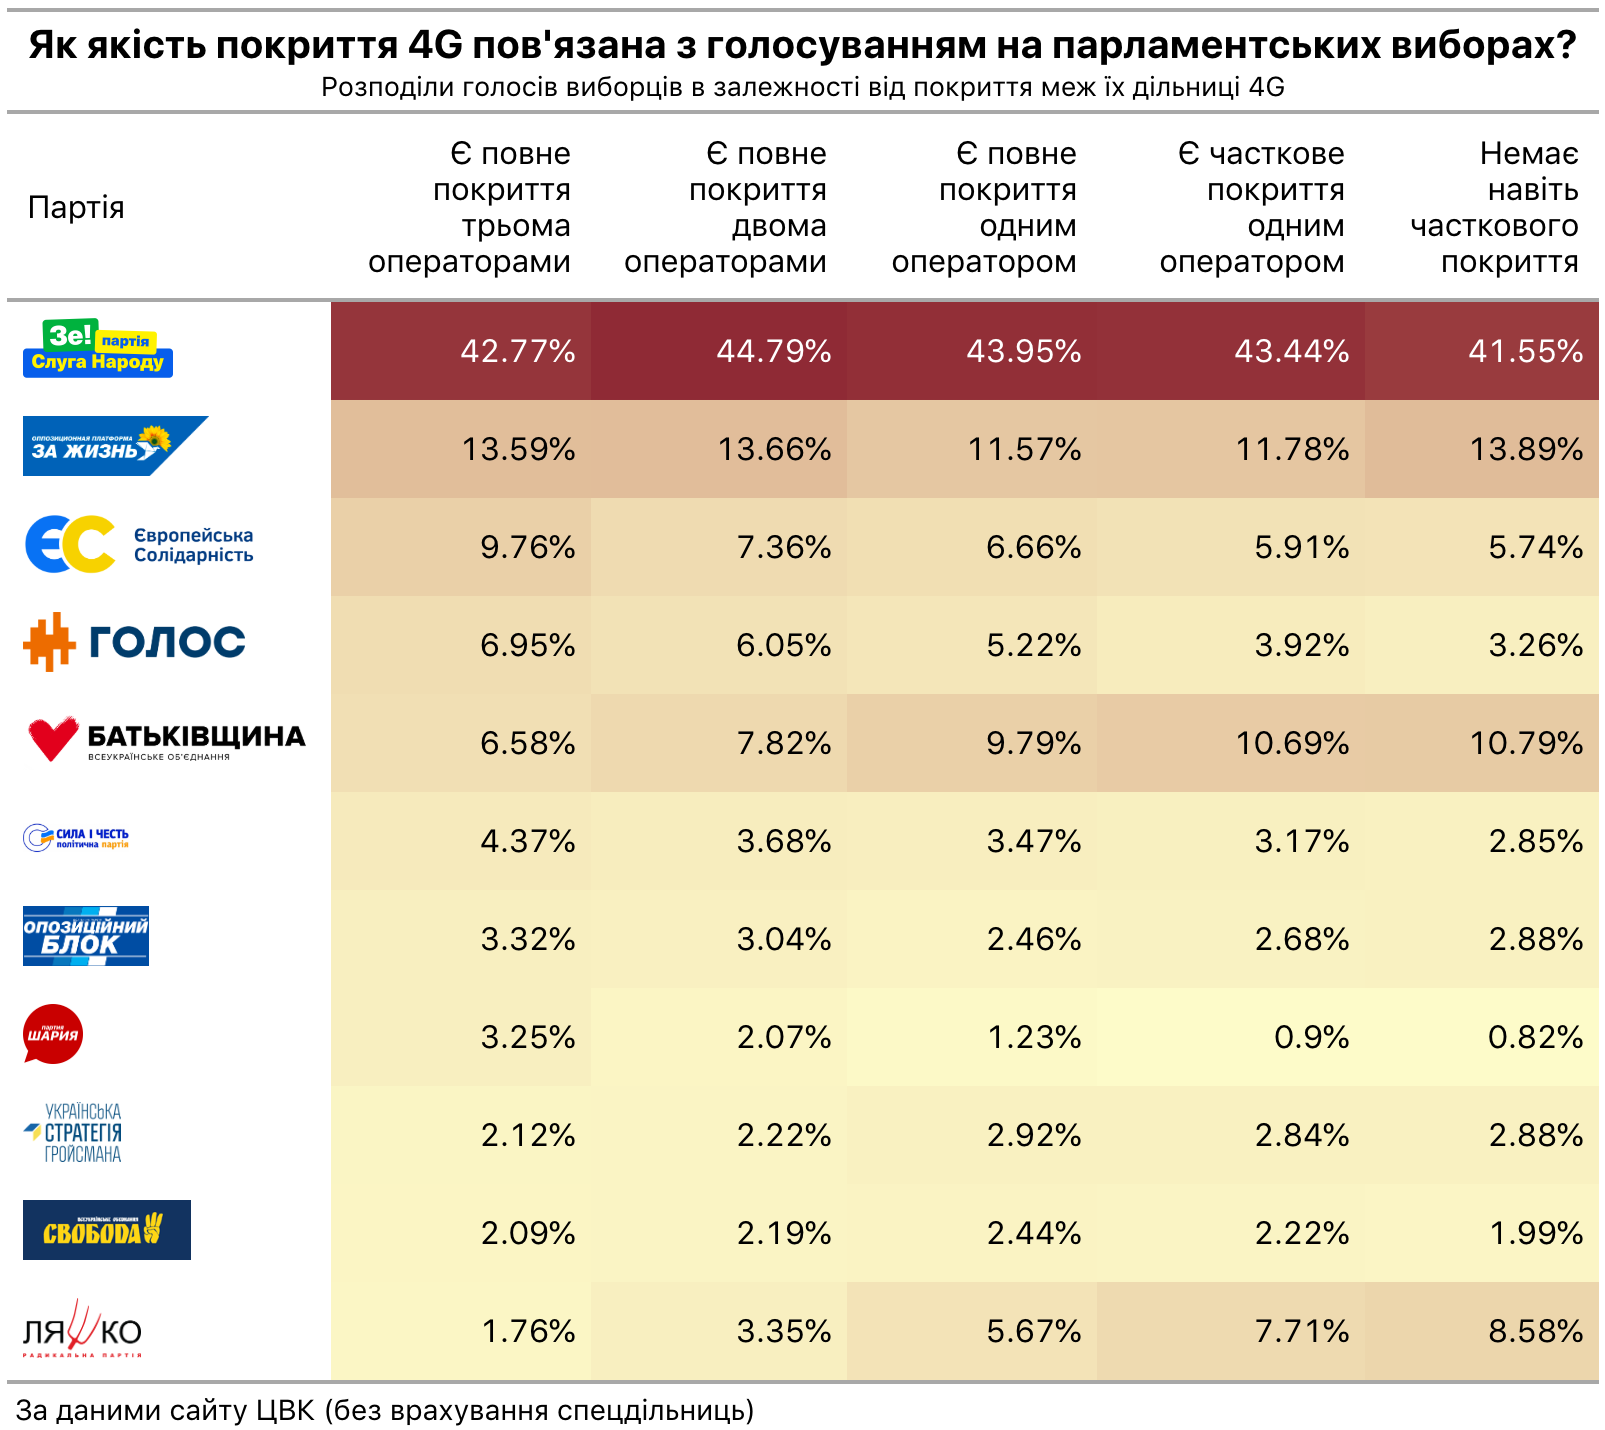 Як якість покриття 4G пов'язана з голосуванням на парламентських виборах?
Розподіли голосів виборців в залежності від покриття меж їх дільниці 4G
Партія
Є повне
покриття
трьома
операторами
Є повне
покриття
двома
операторами
Є повне
покриття
одним
оператором
Є часткове
покриття
одним
оператором
Немає
навіть
часткового
покриття
Зе! партія
Слуга Народу
42.77% 44.79% 43.95% 43.44% 41.55%
ОППОЗИЦИОННАЯ ПЛАТФОРМА
ЗА ЖИЗНЬ
13.59% 13.66% 11.57% 11.78% 13.89%
ЄС Європейська
Солідарність
9.76% 7.36% 6.66% 5.91% 5.74%
ГОЛОС
6.95% 6.05% 5.22% 3.92% 3.26%
БАТЬКІВЩИНА
ВСЕУКРАЇНСЬКЕ ОБ'ЄДНАННЯ
6.58% 7.82% 9.79% 10.69% 10.79%
СИЛА І ЧЕСТЬ
політична партія
4.37% 3.68% 3.47% 3.17% 2.85%
ОПОЗИЦІЙНИЙ
БЛОК
3.32% 3.04% 2.46% 2.68% 2.88%
ПАРТИЯ
ШАРИЯ
3.25% 2.07% 1.23% 0.9% 0.82%
УКРАЇНСЬКА
СТРАТЕГІЯ
ГРОЙСМАНА
2.12% 2.22% 2.92% 2.84% 2.88%
ВСЕУКРАЇНСЬКЕ ОБ'ЄДНАННЯ
СВОБОДА
2.09% 2.19% 2.44% 2.22% 1.99%
ЛЯШКО
РАДИКАЛЬНА ПАРТІЯ
1.76% 3.35% 5.67% 7.71% 8.58%
За даними сайту ЦВК (без врахування спецдільниць)